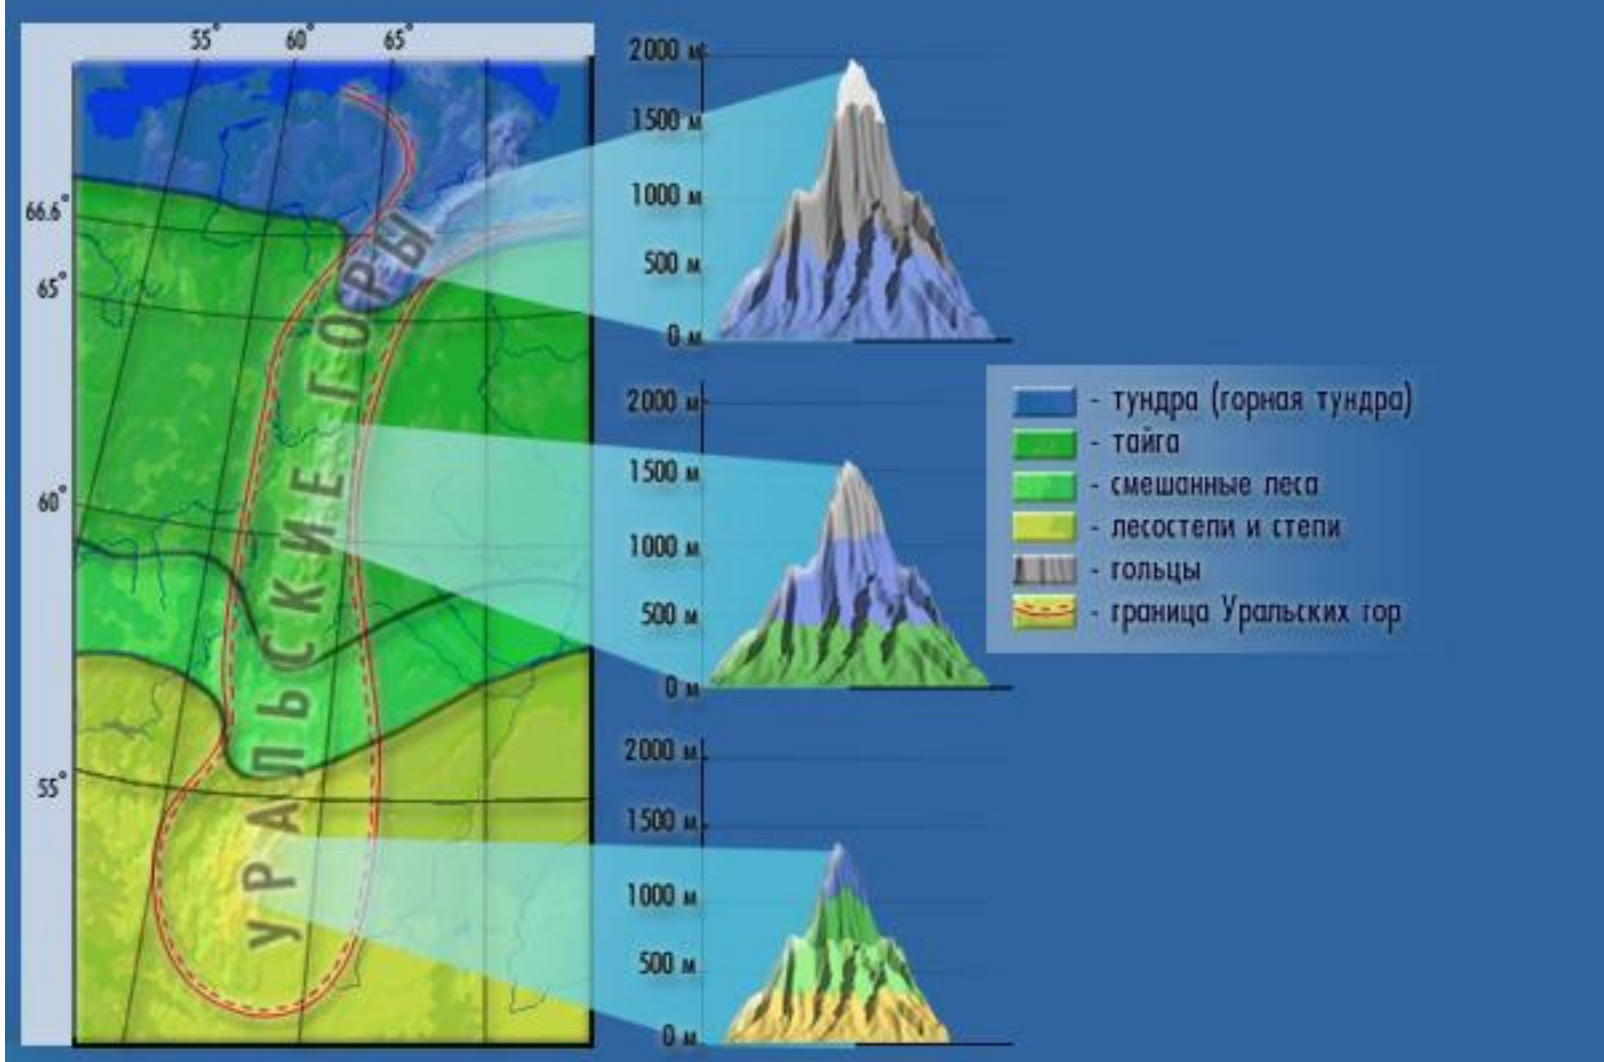 55° 60° 65°
66.6°
65°
60°
55°
УРАЛЬСКИЕ ГОРЫ
2000 м
1500 м
1000 м
500 м
0 м
2000 м
1500 м
1000 м
500 м
0 м
2000 м
1500 м
1000 м
500 м
0 м
- тундра (горная тундра)
- тайга
- смешанные леса
- лесостепи и степи
- гольцы
- граница Уральских гор